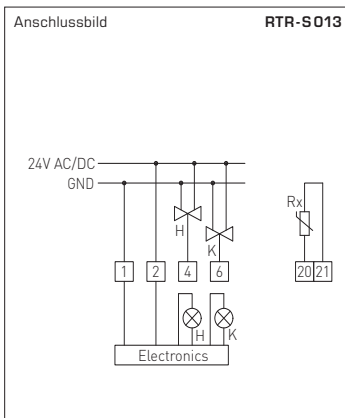 Anschlussbild RTR-S013
24V AC/DC
GND
H
Rx
K
1 2 4 6 20 21
H K
Electronics